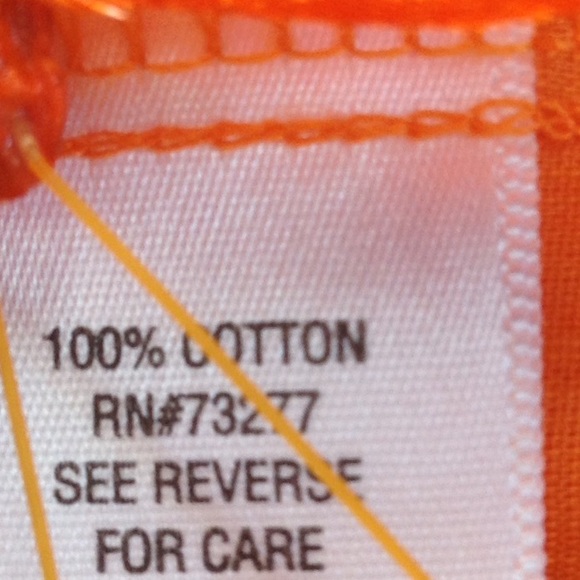 100% COTTON
RN#73277
SEE REVERSE
FOR CARE